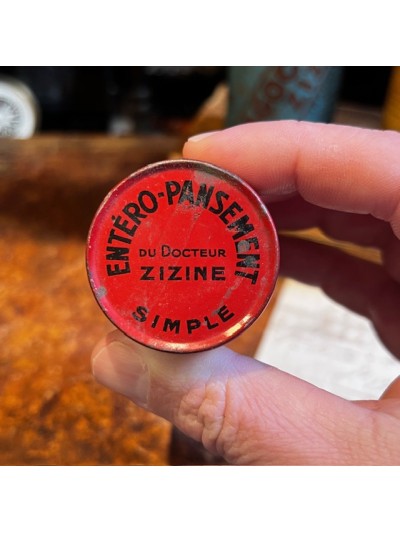 ENTÉRO-PANSEMENT
DU DOCTEUR
ZIZINE
SIMPLE